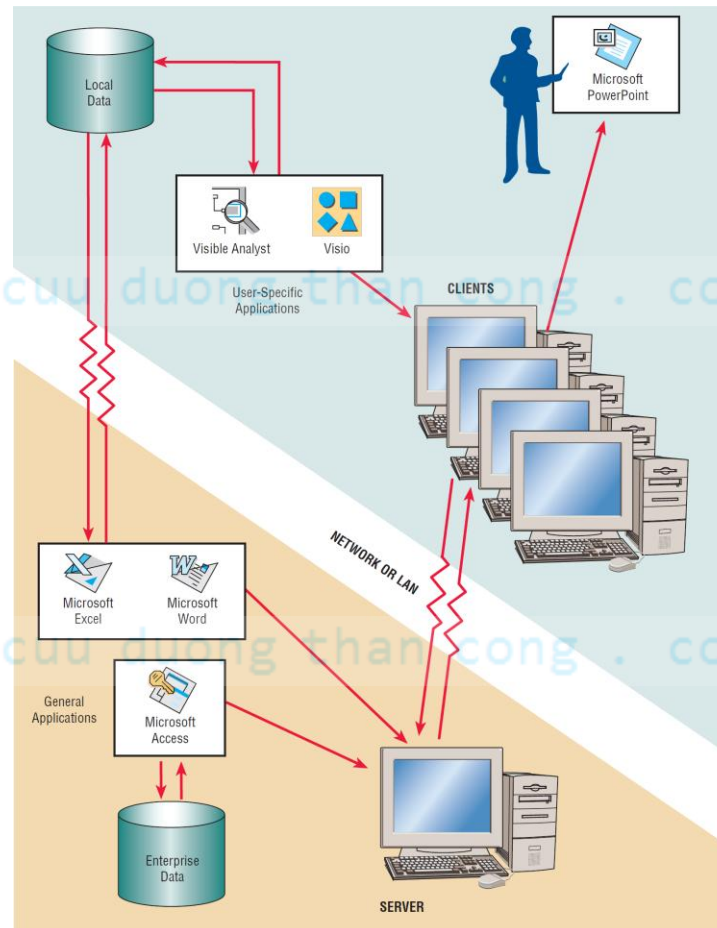 Local
Data
Microsoft
PowerPoint
Visible Analyst
Visio
User-Specific
Applications
CLIENTS
cuu duong than cong . co
NETWORK OR LAN
Microsoft
Excel
Microsoft
Word
cuu duong than cong . co
General
Applications
Microsoft
Access
Enterprise
Data
SERVER